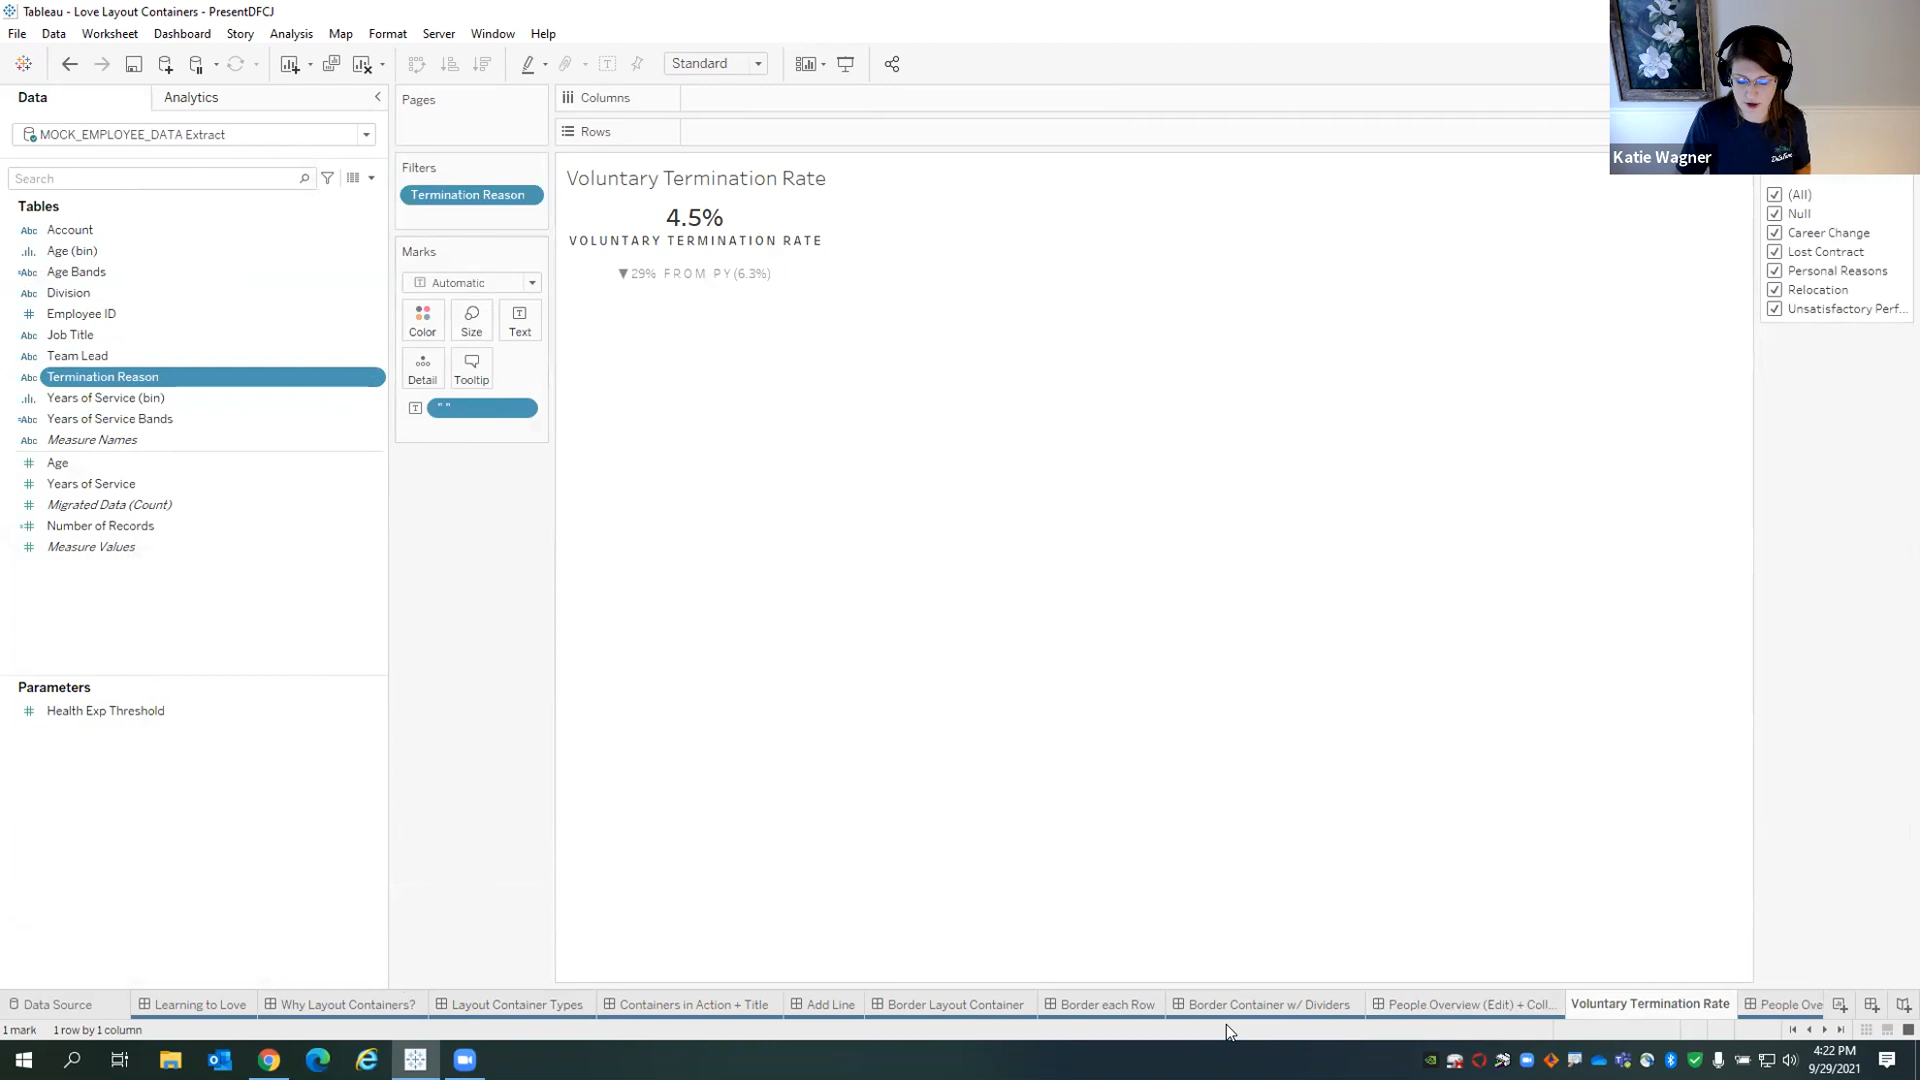 Tableau - Love Layout Containers - PresentDFCJ
File Data Worksheet Dashboard Story Analysis Map Format Server Window Help
Standard
Data Analytics
Pages
Columns
Rows
MOCK_EMPLOYEE_DATA Extract
Search
Tables
Account
Age (bin)
Age Bands
Division
Employee ID
Job Title
Team Lead
Termination Reason
Years of Service (bin)
Years of Service Bands
Measure Names
Age
Years of Service
Migrated Data (Count)
Number of Records
Measure Values
Parameters
Health Exp Threshold
Filters
Termination Reason
Marks
Automatic
Color Size Text
Detail Tooltip
" "
Voluntary Termination Rate
4.5%
VOLUNTARY TERMINATION RATE
▼29% FROM PY (6.3%)
Katie Wagner
(All)
Null
Career Change
Lost Contract
Personal Reasons
Relocation
Unsatisfactory Perf...
Data Source Learning to Love Why Layout Containers? Layout Container Types Containers in Action + Title Add Line Border Layout Container Border each Row Border Container w/ Dividers People Overview (Edit) + Coll... Voluntary Termination Rate People Ove
1 mark 1 row by 1 column
4:22 PM
9/29/2021